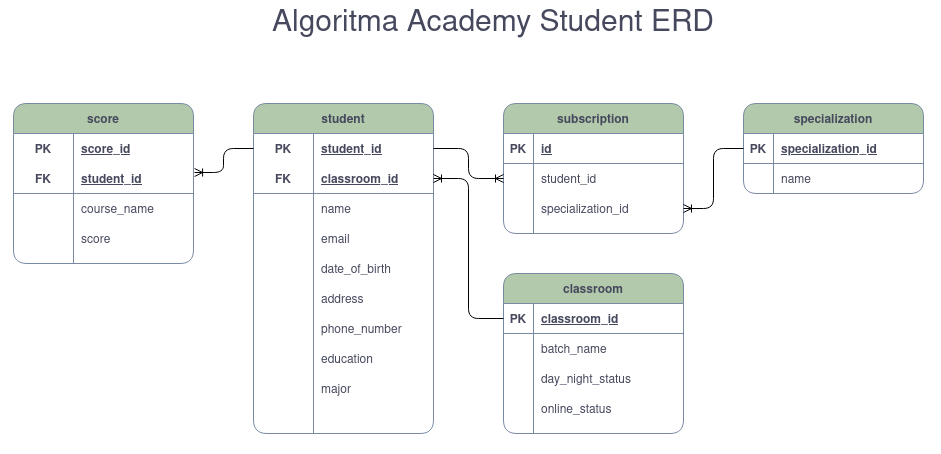 Algoritma Academy Student ERD
score
PK score_id
FK student_id
course_name
score
student
PK student_id
FK classroom_id
name
email
date_of_birth
address
phone_number
education
major
subscription
PK id
student_id
specialization_id
specialization
PK specialization_id
name
classroom
PK classroom_id
batch_name
day_night_status
online_status